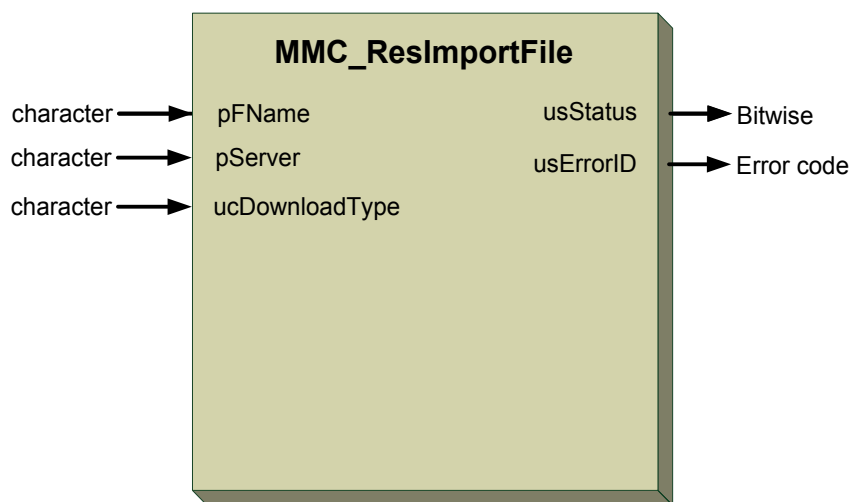 MMC_ResImportFile
character pFName usStatus Bitwise
character pServer usErrorID Error code
character ucDownloadType